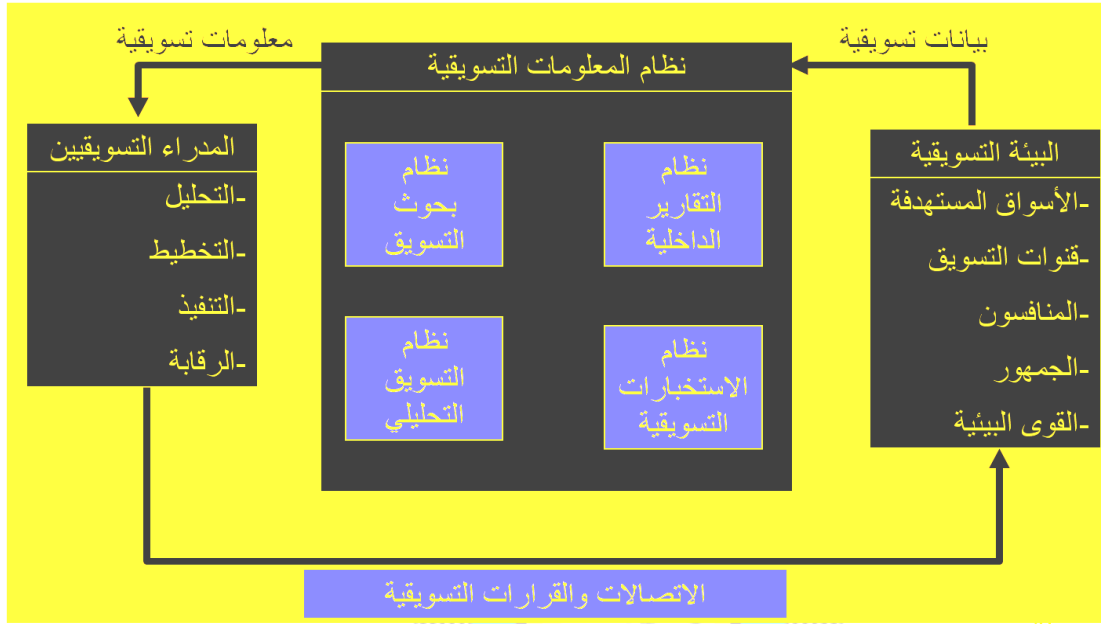 بيانات تسويقية
معلومات تسويقية
نظام المعلومات التسويقية
البيئة التسويقية
-الأسواق المستهدفة
-قنوات التسويق
-المنافسون
-الجمهور
-القوى البيئية
نظام
التقارير
الداخلية
نظام
بحوث
التسويق
نظام
الاستخبارات
التسويقية
نظام
التسويق
التحليلي
المدراء التسويقيين
-التحليل
-التخطيط
-التنفيذ
-الرقابة
الاتصالات والقرارات التسويقية